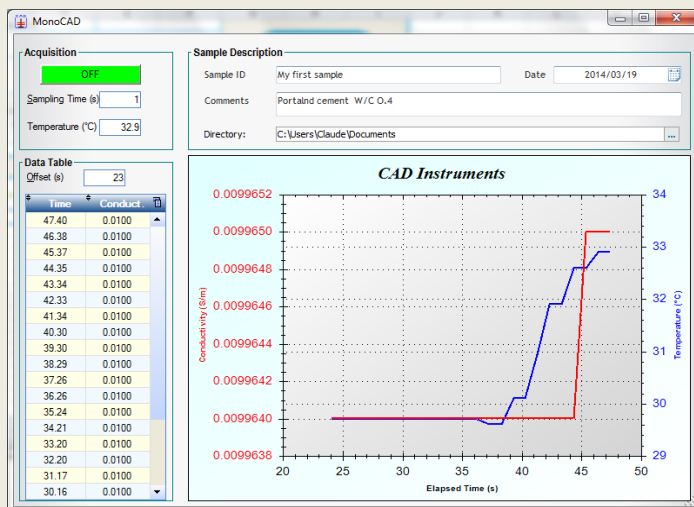 MonoCAD
Acquisition
OFF
Sampling Time (s) 1
Temperature (°C) 32.9
Sample Description
Sample ID My first sample Date 2014/03/19
Comments Portalnd cement W/C O.4
Directory: C:\Users\Claude\Documents ...
Data Table
Offset (s) 23
Time Conduct.
47.40 0.0100
46.38 0.0100
45.37 0.0100
44.35 0.0100
43.34 0.0100
42.33 0.0100
41.34 0.0100
40.30 0.0100
39.30 0.0100
38.29 0.0100
37.26 0.0100
36.26 0.0100
35.24 0.0100
34.21 0.0100
33.20 0.0100
32.20 0.0100
31.17 0.0100
30.16 0.0100
CAD Instruments
Conductivity (S/m)
0.0099652
0.0099650
0.0099648
0.0099646
0.0099644
0.0099642
0.0099640
0.0099638
34
33
32
31
30
29
Temperature (°C)
20 25 30 35 40 45 50
Elapsed Time (s)